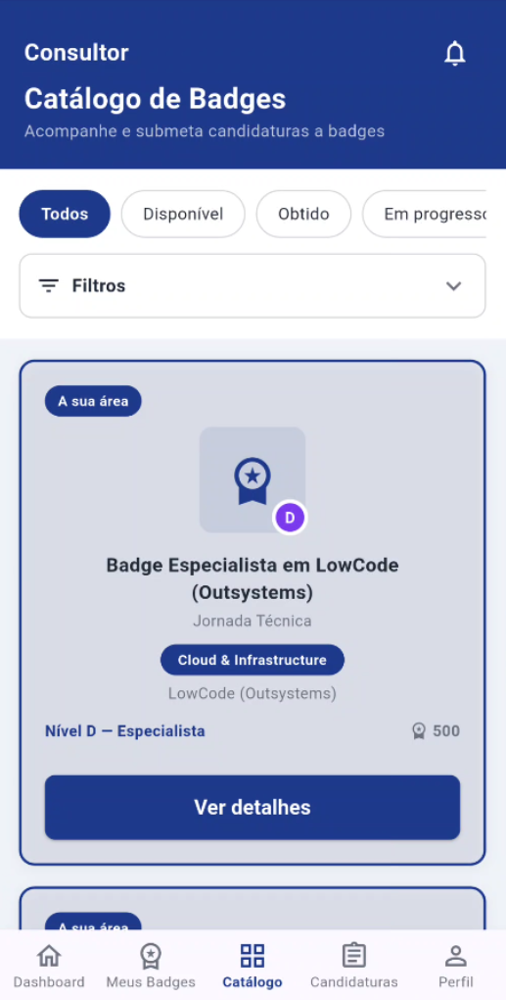 Consultor
Catálogo de Badges
Acompanhe e submeta candidaturas a badges
Todos
Disponível
Obtido
Em progresso
Filtros
A sua área
D
Badge Especialista em LowCode
(Outsystems)
Jornada Técnica
Cloud & Infrastructure
LowCode (Outsystems)
Nível D — Especialista
500
Ver detalhes
A sua área
Dashboard
Meus Badges
Catálogo
Candidaturas
Perfil